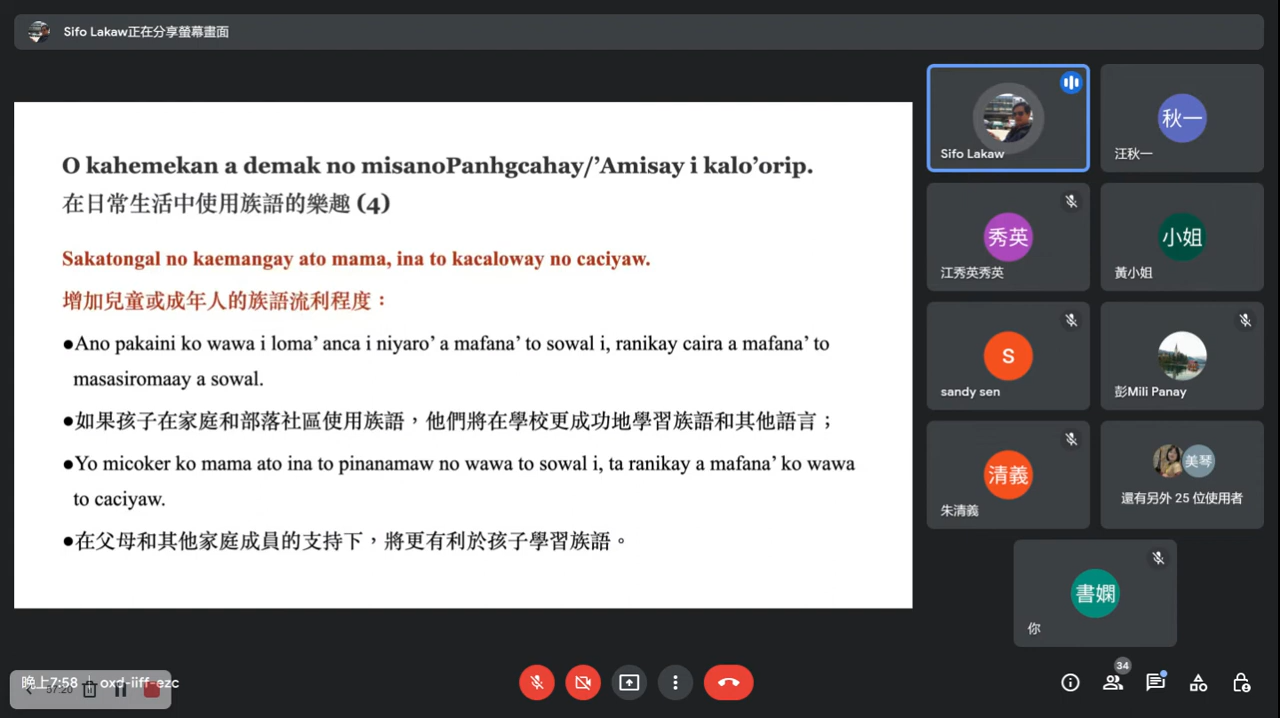 Sifo Lakaw正在分享螢幕畫面
O kahemekan a demak no misanoPanhgcahay/’Amisay i kalo’orip.
在日常生活中使用族語的樂趣 (4)
Sakatongal no kaemangay ato mama, ina to kacaloway no caciyaw.
增加兒童或成年人的族語流利程度：
●Ano pakaini ko wawa i loma’ anca i niyaro’ a mafana’ to sowal i, ranikay caira a mafana’ to
masasiromaay a sowal.
●如果孩子在家庭和部落社區使用族語，他們將在學校更成功地學習族語和其他語言；
●Yo micoker ko mama ato ina to pinanamaw no wawa to sowal i, ta ranikay a mafana’ ko wawa
to caciyaw.
●在父母和其他家庭成員的支持下，將更有利於孩子學習族語。
Sifo Lakaw
秋一
汪秋一
秀英
江秀英秀英
小姐
黃小姐
S
sandy sen
彭Mili Panay
清義
朱清義
美琴
還有另外 25 位使用者
書嫻
你
晚上7:58 | oxd-iiff-ezc
57:20
34